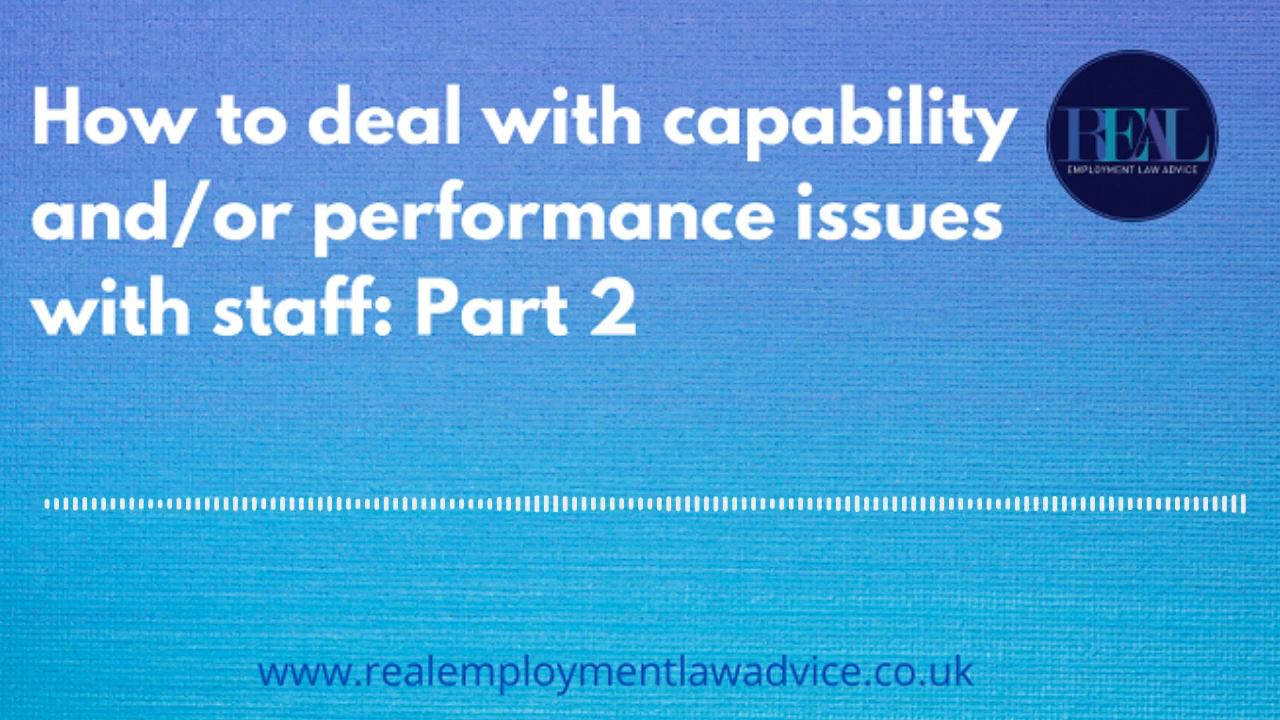 How to deal with capability
and/or performance issues
with staff: Part 2
REAL
EMPLOYMENT LAW ADVICE
www.realemploymentlawadvice.co.uk